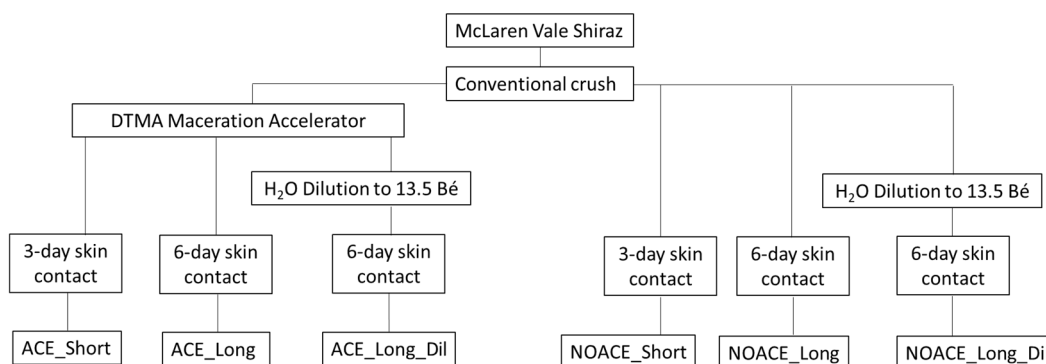 McLaren Vale Shiraz
Conventional crush
DTMA Maceration Accelerator
H₂O Dilution to 13.5 Bé
H₂O Dilution to 13.5 Bé
3-day skin
contact
6-day skin
contact
6-day skin
contact
3-day skin
contact
6-day skin
contact
6-day skin
contact
ACE_Short
ACE_Long
ACE_Long_Dil
NOACE_Short
NOACE_Long
NOACE_Long_Di